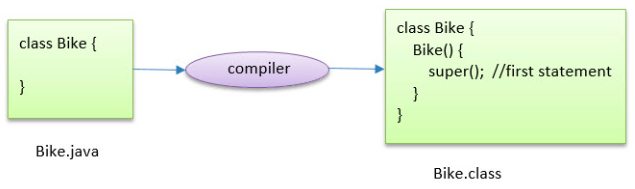 class Bike {
}
Bike.java
compiler
class Bike {
Bike() {
super();  //first statement
}
}
Bike.class